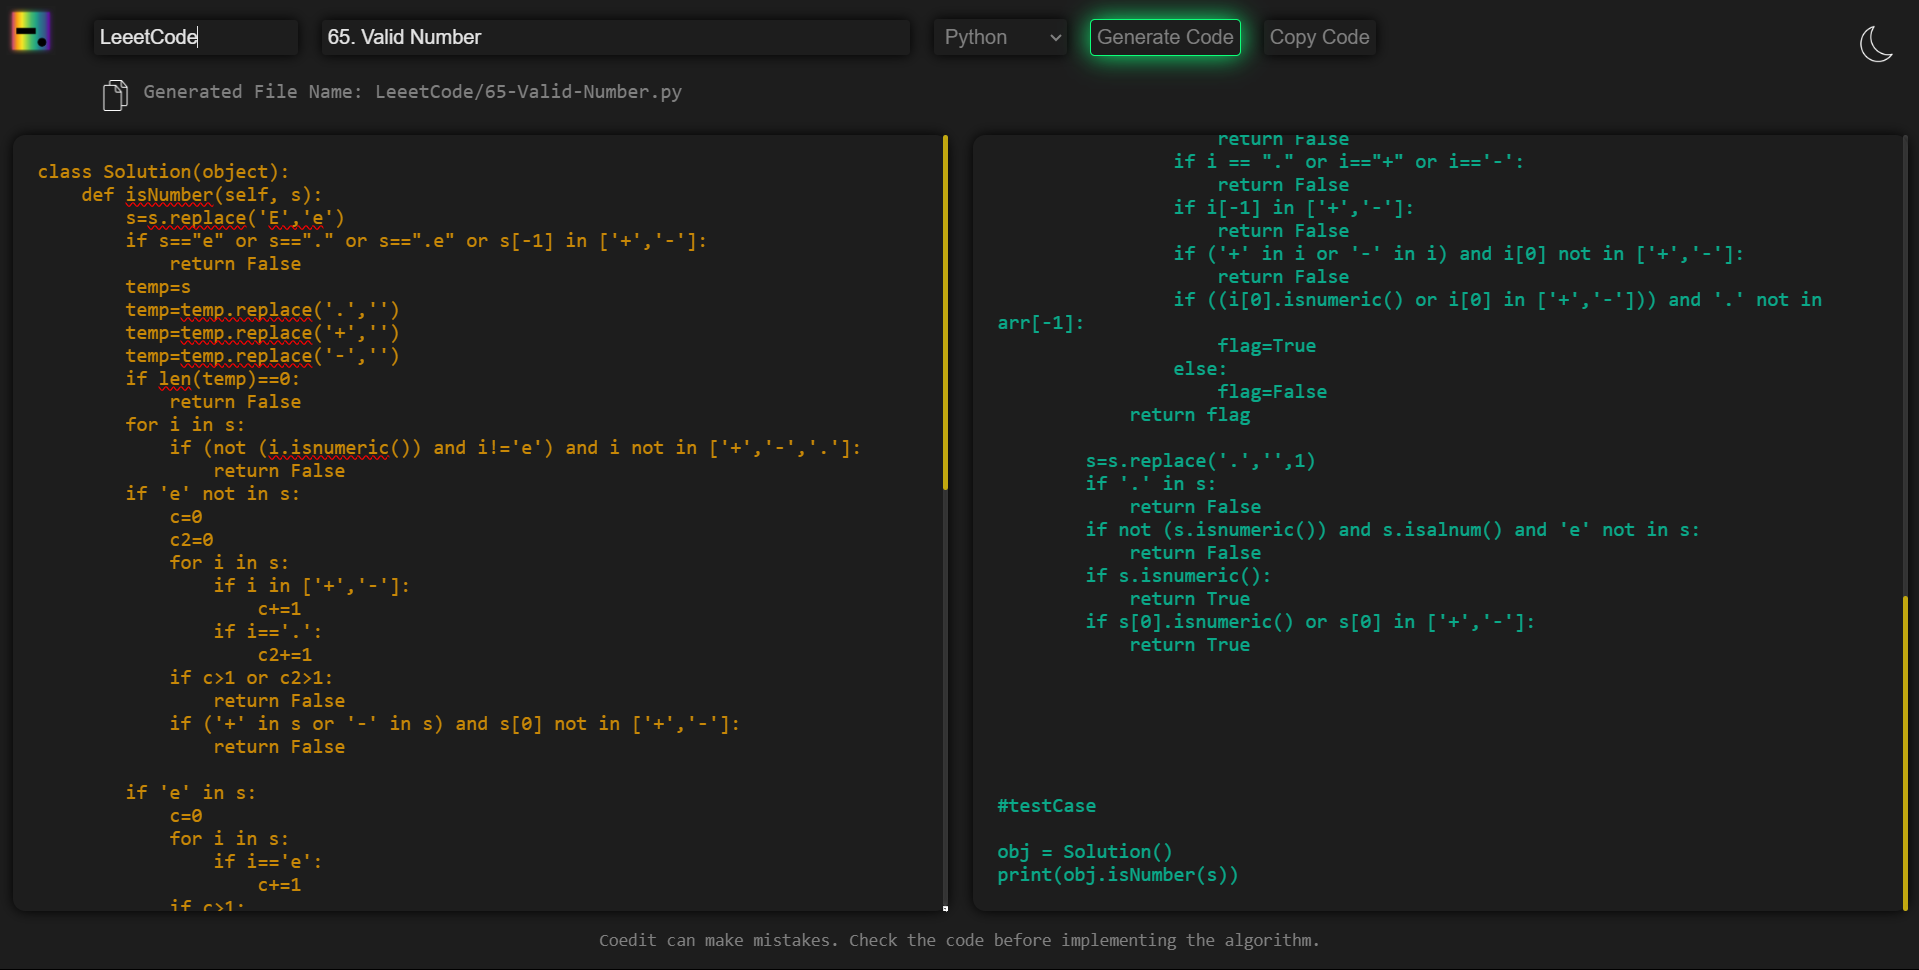 LeeetCode
65. Valid Number
Python
Generate Code
Copy Code
Generated File Name: LeeetCode/65-Valid-Number.py
class Solution(object):
    def isNumber(self, s):
        s=s.replace('E','e')
        if s=="e" or s=="." or s==".e" or s[-1] in ['+','-']:
            return False
        temp=s
        temp=temp.replace('.','')
        temp=temp.replace('+','')
        temp=temp.replace('-','')
        if len(temp)==0:
            return False
        for i in s:
            if (not (i.isnumeric()) and i!='e') and i not in ['+','-','.']:
                return False
        if 'e' not in s:
            c=0
            c2=0
            for i in s:
                if i in ['+','-']:
                    c+=1
                if i=='.':
                    c2+=1
            if c>1 or c2>1:
                return False
            if ('+' in s or '-' in s) and s[0] not in ['+','-']:
                return False
        if 'e' in s:
            c=0
            for i in s:
                if i=='e':
                    c+=1
            if c>1:
                    return False
                if i == "." or i=="+" or i=='-':
                    return False
                if i[-1] in ['+','-']:
                    return False
                if ('+' in i or '-' in i) and i[0] not in ['+','-']:
                    return False
                if ((i[0].isnumeric() or i[0] in ['+','-'])) and '.' not in
arr[-1]:
                    flag=True
                else:
                    flag=False
            return flag
        s=s.replace('.','',1)
        if '.' in s:
            return False
        if not (s.isnumeric()) and s.isalnum() and 'e' not in s:
            return False
        if s.isnumeric():
            return True
        if s[0].isnumeric() or s[0] in ['+','-']:
            return True
#testCase
obj = Solution()
print(obj.isNumber(s))
Coedit can make mistakes. Check the code before implementing the algorithm.